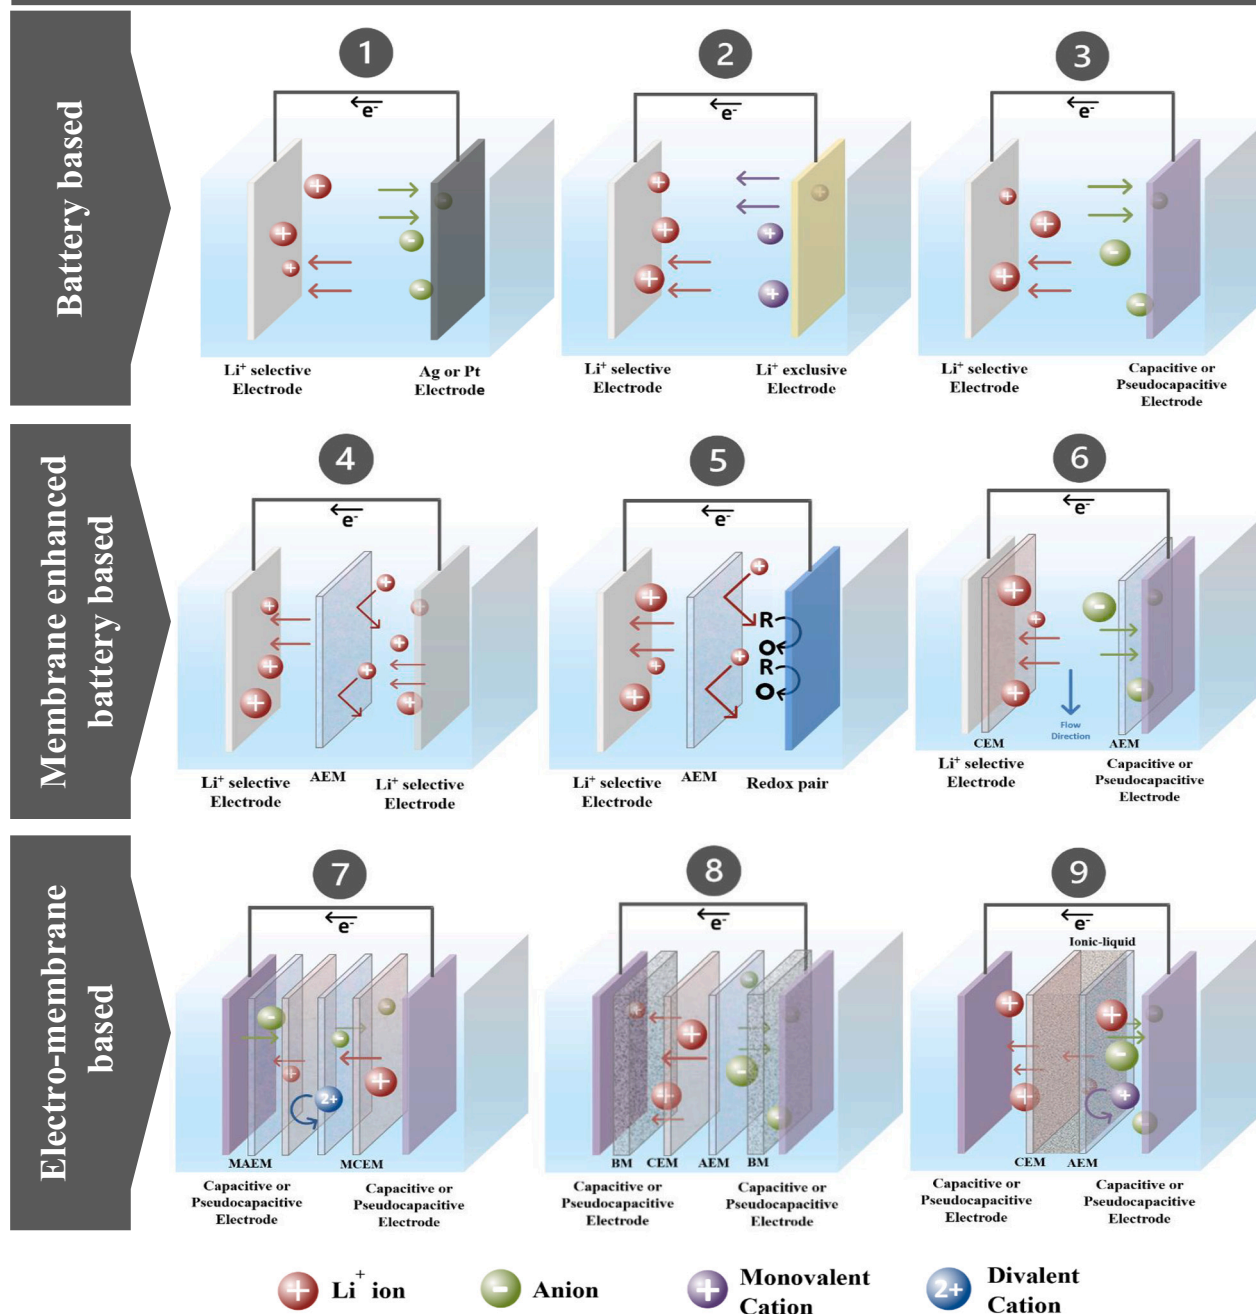 Battery based
1
2
3
e-
e-
e-
Li+ selective
Electrode
Ag or Pt
Electrode
Li+ selective
Electrode
Li+ exclusive
Electrode
Li+ selective
Electrode
Capacitive or
Pseudocapacitive
Electrode
Membrane enhanced
battery based
4
5
6
e-
e-
e-
R
O
R
O
Flow
Direction
Li+ selective
Electrode
AEM
Li+ selective
Electrode
Li+ selective
Electrode
AEM
Redox pair
CEM
Li+ selective
Electrode
AEM
Capacitive or
Pseudocapacitive
Electrode
Electro-membrane
based
7
8
9
e-
e-
e-
Ionic-liquid
2+
MAEM
MCEM
Capacitive or
Pseudocapacitive
Electrode
Capacitive or
Pseudocapacitive
Electrode
BM
CEM
AEM
BM
Capacitive or
Pseudocapacitive
Electrode
Capacitive or
Pseudocapacitive
Electrode
CEM
AEM
Capacitive or
Pseudocapacitive
Electrode
Capacitive or
Pseudocapacitive
Electrode
+ Li+ ion
- Anion
+ Monovalent
Cation
2+ Divalent
Cation